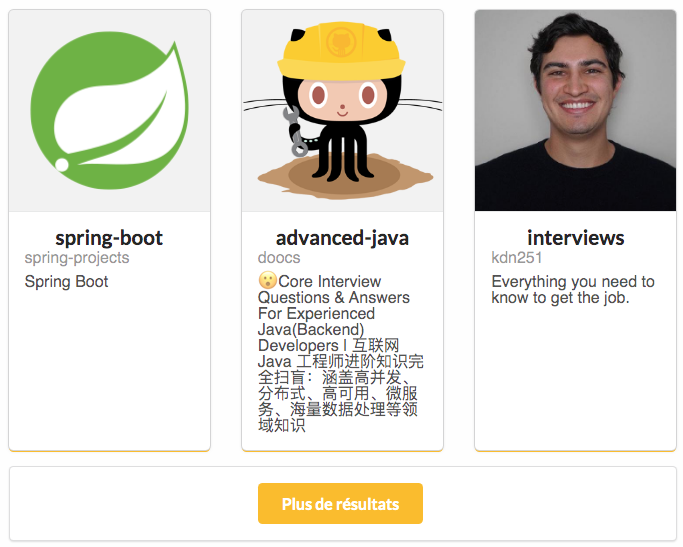 spring-boot
spring-projects
Spring Boot
advanced-java
doocs
😮Core Interview
Questions & Answers
For Experienced
Java(Backend)
Developers | 互联网
Java 工程师进阶知识完
全扫盲：涵盖高并发、
分布式、高可用、微服
务、海量数据处理等领
域知识
interviews
kdn251
Everything you need to
know to get the job.
Plus de résultats